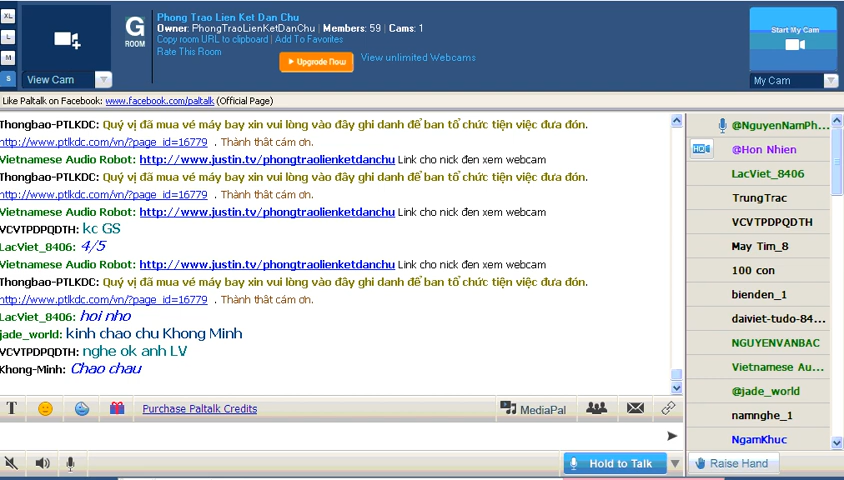 XL
L
M
S
View Cam
G
ROOM
Phong Trao Lien Ket Dan Chu
Owner: PhongTraoLienKetDanChu | Members: 59 | Cams: 1
Copy room URL to clipboard | Add To Favorites
Rate This Room
Upgrade Now
View unlimited Webcams
Start My Cam
My Cam
Like Paltalk on Facebook: www.facebook.com/paltalk (Official Page)
Thongbao-PTLKDC: Quý vị đã mua vé máy bay xin vui lòng vào đây ghi danh để ban tổ chức tiện việc đưa đón.
http://www.ptlkdc.com/vn/?page_id=16779 . Thành thât cám ơn.
Vietnamese Audio Robot: http://www.justin.tv/phongtraolienketdanchu Link cho nick đen xem webcam
Thongbao-PTLKDC: Quý vị đã mua vé máy bay xin vui lòng vào đây ghi danh để ban tổ chức tiện việc đưa đón.
http://www.ptlkdc.com/vn/?page_id=16779 . Thành thât cám ơn.
Vietnamese Audio Robot: http://www.justin.tv/phongtraolienketdanchu Link cho nick đen xem webcam
VCVTPDPQDTH: kc GS
LacViet_8406: 4/5
Vietnamese Audio Robot: http://www.justin.tv/phongtraolienketdanchu Link cho nick đen xem webcam
Thongbao-PTLKDC: Quý vị đã mua vé máy bay xin vui lòng vào đây ghi danh để ban tổ chức tiện việc đưa đón.
http://www.ptlkdc.com/vn/?page_id=16779 . Thành thât cám ơn.
LacViet_8406: hoi nho
jade_world: kinh chao chu Khong Minh
VCVTPDPQDTH: nghe ok anh LV
Khong-Minh: Chao chau
T
Purchase Paltalk Credits
MediaPal
Hold to Talk
@NguyenNamPh...
HQ
@Hon Nhien
LacViet_8406
TrungTrac
VCVTPDPQDTH
May Tim_8
100 con
bienden_1
daiviet-tudo-84...
NGUYENVANBAC
Vietnamese Au...
@jade_world
namnghe_1
NgamKhuc
Raise Hand